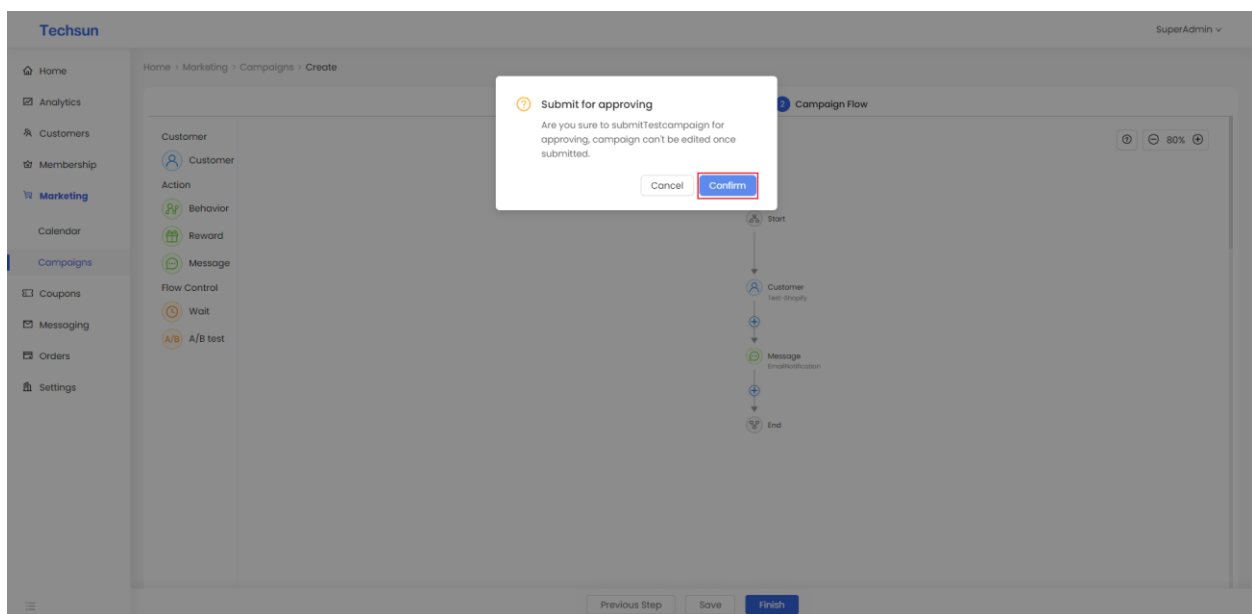 Techsun
SuperAdmin
Home
Analytics
Customers
Membership
Marketing
Calendar
Campaigns
Coupons
Messaging
Orders
Settings
Home › Marketing › Campaigns › Create
2 Campaign Flow
Customer
Customer
Action
Behavior
Reward
Message
Flow Control
Wait
A/B A/B test
80%
Submit for approving
Are you sure to submitTestcampaign for
approving, campaign can't be edited once
submitted.
Cancel
Confirm
Start
Customer
Message
EmailNotification
End
Previous Step
Save
Finish